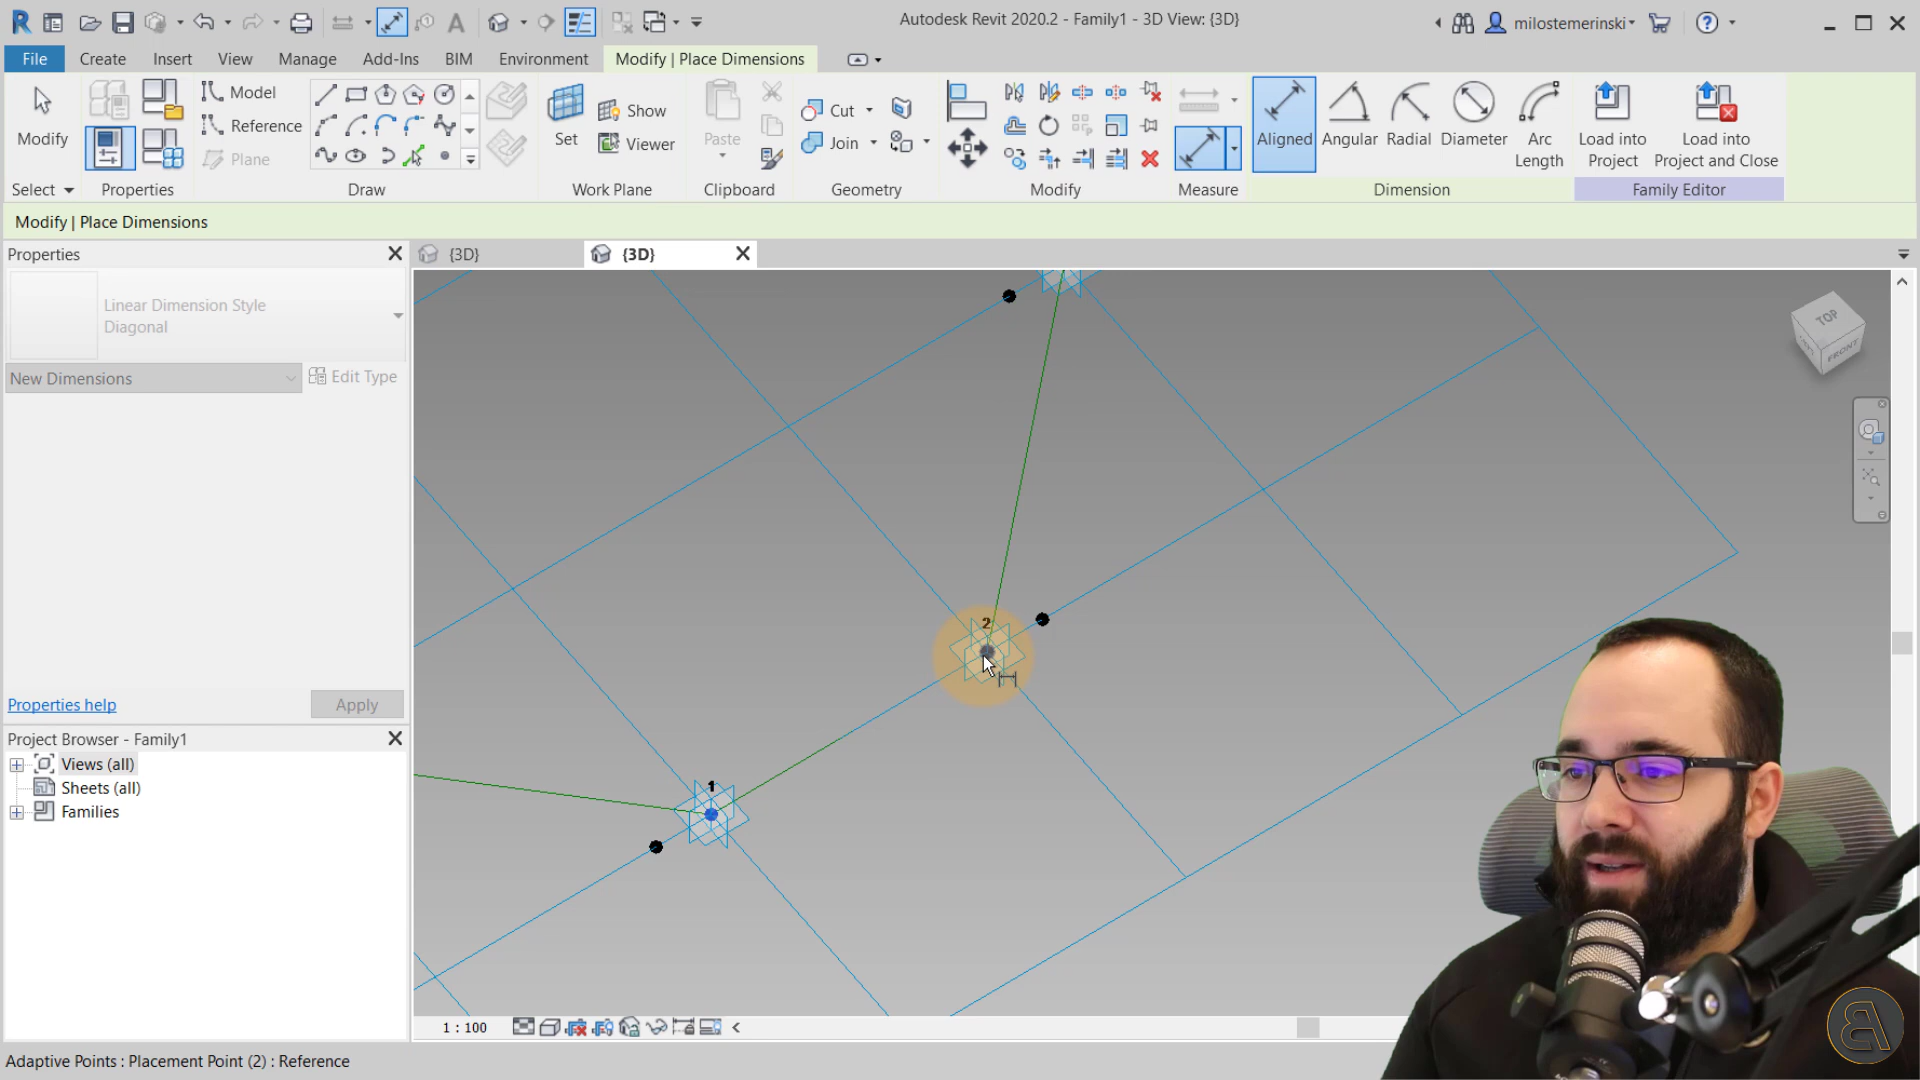 Autodesk Revit 2020.2 - Family1 - 3D View: {3D}
milostemerinski
File
Create
Insert
View
Manage
Add-Ins
BIM
Environment
Modify | Place Dimensions
Modify
Model
Reference
Plane
Set
Show
Viewer
Paste
Cut
Join
Aligned
Angular
Radial
Diameter
Arc
Length
Load into
Project
Load into
Project and Close
Select
Properties
Draw
Work Plane
Clipboard
Geometry
Modify
Measure
Dimension
Family Editor
Modify | Place Dimensions
Properties
{3D}
{3D}
Linear Dimension Style
Diagonal
New Dimensions
Edit Type
TOP
FRONT
2
1
Properties help
Apply
Project Browser - Family1
Views (all)
Sheets (all)
Families
1 : 100
Adaptive Points : Placement Point (2) : Reference